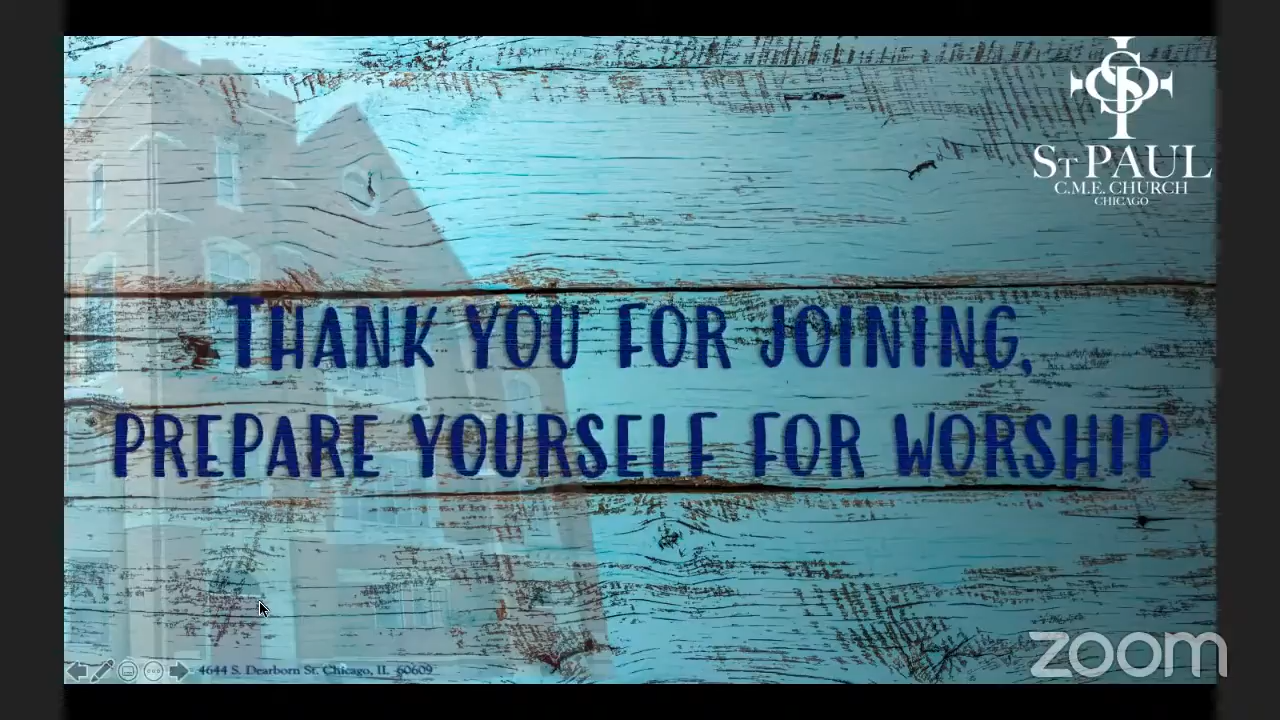 St PAUL
C.M.E. CHURCH
CHICAGO
THANK YOU FOR JOINING,
PREPARE YOURSELF FOR WORSHIP
4644 S. Dearborn St. Chicago, IL 60609
zoom